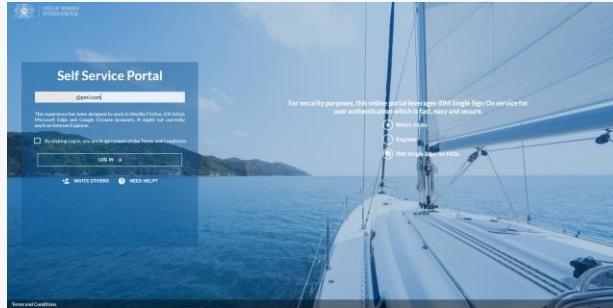 PHILIP MORRIS
INTERNATIONAL
Self Service Portal
@pmi.com
This experience has been designed to work in Mozilla Firefox, iOS Safari,
Microsoft Edge and Google Chrome browsers. It might not currently
work on Internet Explorer.
By clicking Log in, you are in agreement of the Terms and Conditions
LOG IN
INVITE OTHERS
NEED HELP?
For security purposes, this online portal leverages IBM Single Sign On service for
user authentication which is fast, easy and secure.
Watch video
Register
IBM Single Sign On FAQs
Terms and Conditions